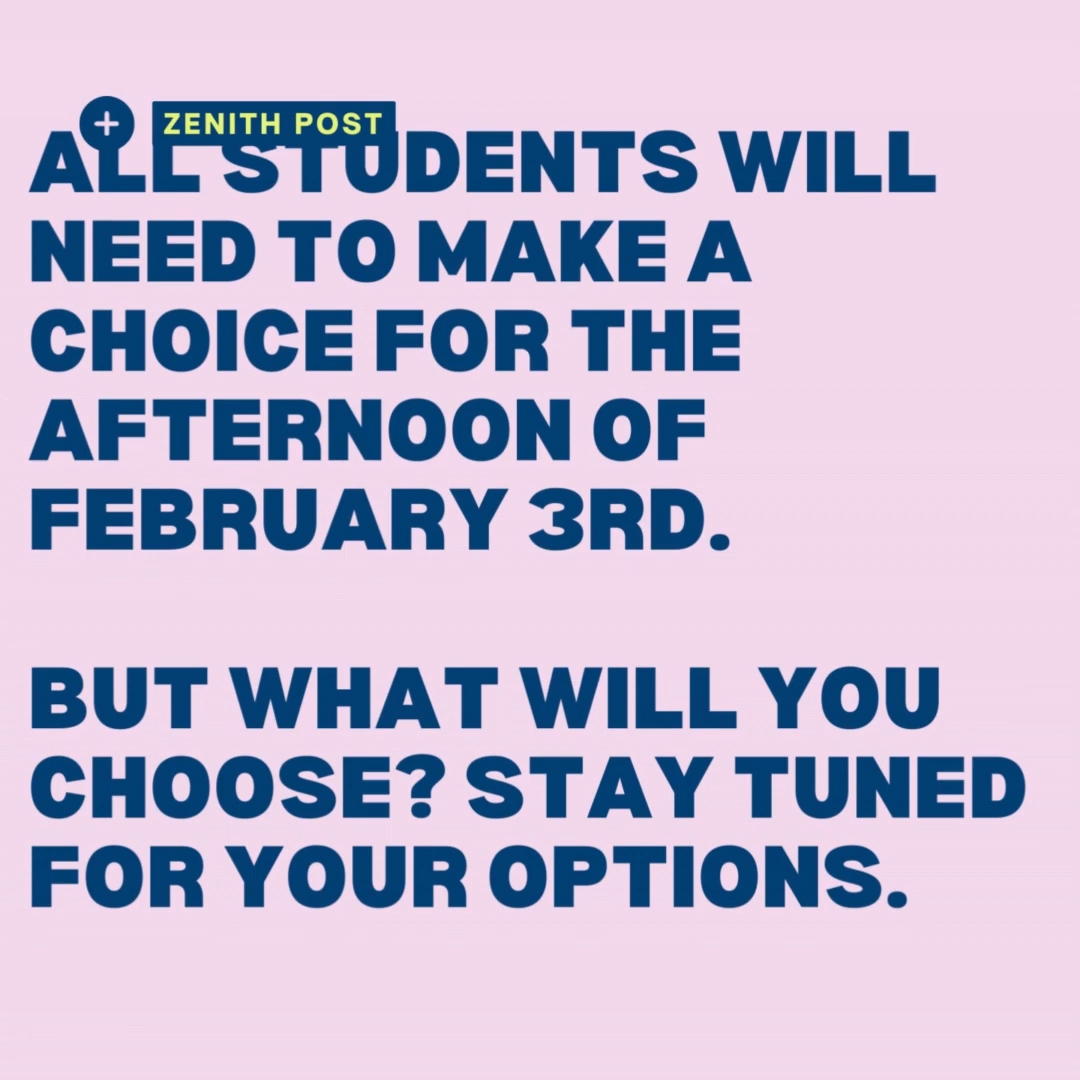 ZENITH POST
ALL STUDENTS WILL
NEED TO MAKE A
CHOICE FOR THE
AFTERNOON OF
FEBRUARY 3RD.
BUT WHAT WILL YOU
CHOOSE? STAY TUNED
FOR YOUR OPTIONS.